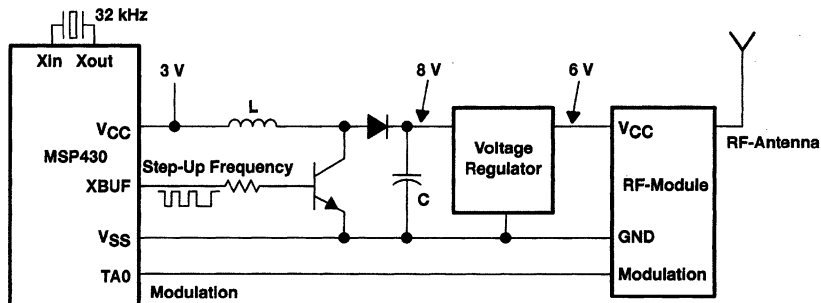 32 kHz
Xin Xout
3 V
8 V
6 V
L
VCC
MSP430
Step-Up Frequency
XBUF
C
Voltage
Regulator
VCC
RF-Module
RF-Antenna
VSS
GND
TA0
Modulation
Modulation